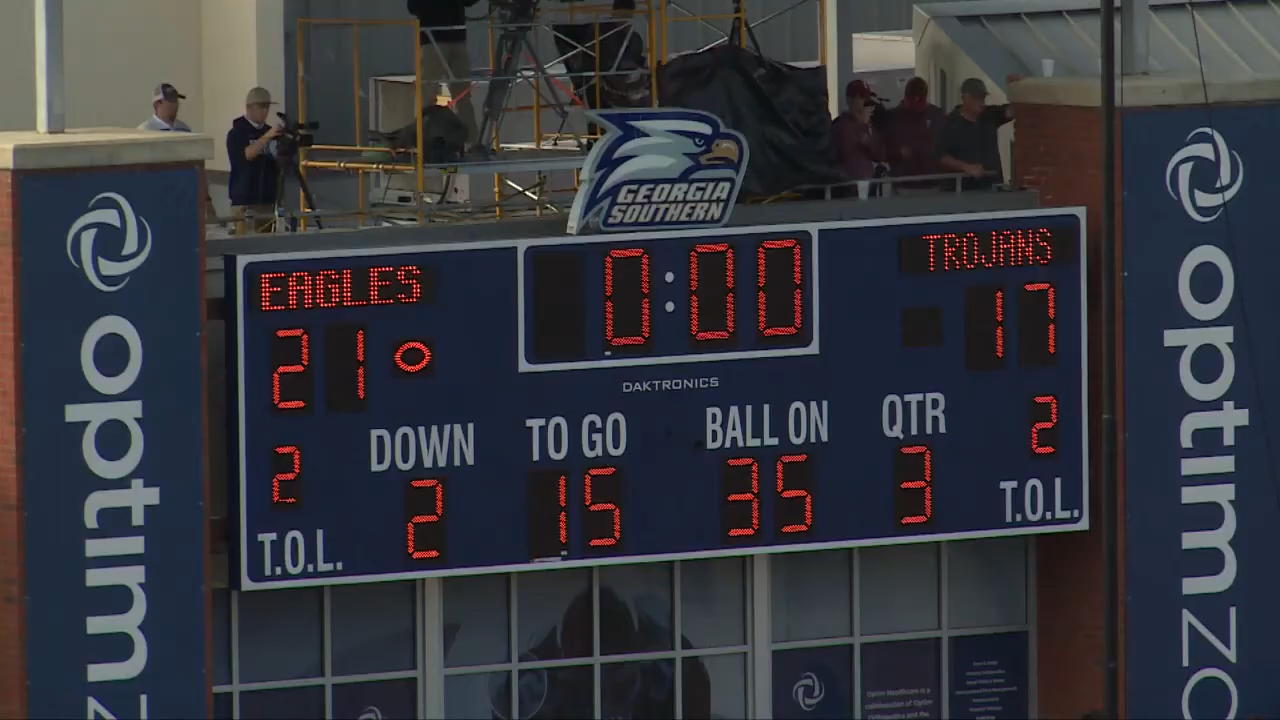 GEORGIA
SOUTHERN
EAGLES
0:00
TROJANS
21
17
DAKTRONICS
DOWN
TO GO
BALL ON
QTR
2
2
15
35
3
2
T.O.L.
T.O.L.
optim
optimz